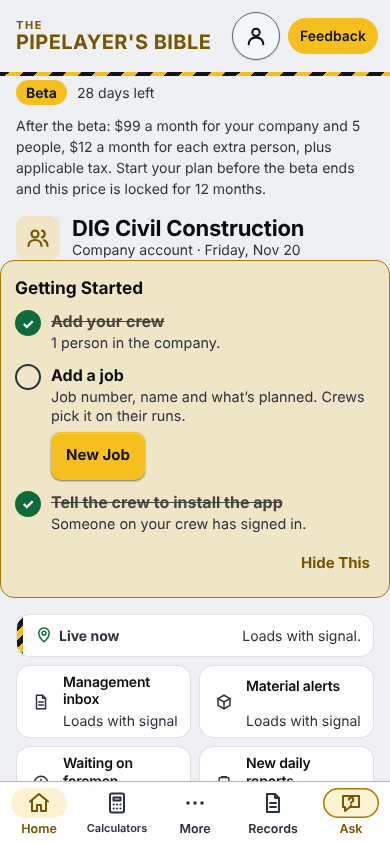 THE
PIPELAYER'S BIBLE
Feedback
Beta 28 days left
After the beta: $99 a month for your company and 5
people, $12 a month for each extra person, plus
applicable tax. Start your plan before the beta ends
and this price is locked for 12 months.
DIG Civil Construction
Company account · Friday, Nov 20
Getting Started
Add your crew
1 person in the company.
Add a job
Job number, name and what's planned. Crews
pick it on their runs.
New Job
Tell the crew to install the app
Someone on your crew has signed in.
Hide This
Live now Loads with signal.
Management
inbox
Loads with signal
Material alerts
Loads with signal
Waiting on
foremen
New daily
reports
Home
Calculators
More
Records
Ask